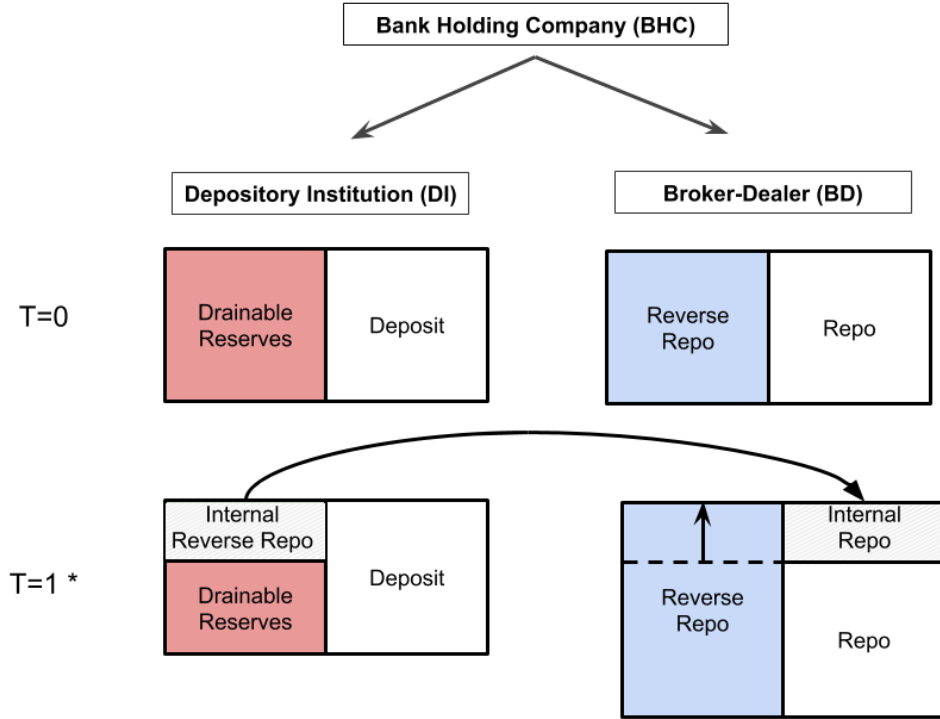 Bank Holding Company (BHC)
Depository Institution (DI)
Broker-Dealer (BD)
T=0
Drainable
Reserves
Deposit
Reverse
Repo
Repo
T=1 *
Internal
Reverse Repo
Drainable
Reserves
Deposit
Reverse
Repo
Internal
Repo
Repo